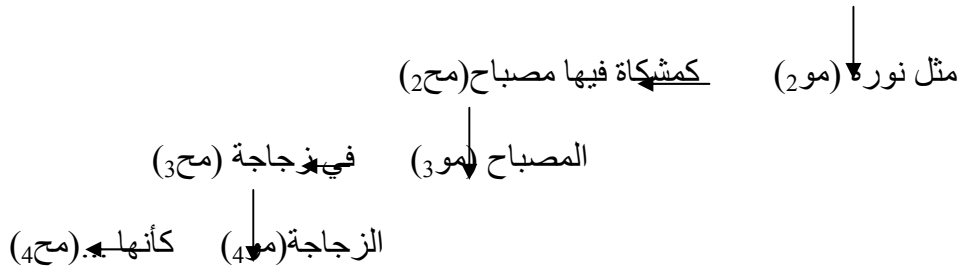 مثل نوره (مو2) كمشكاة فيها مصباح(مح2)
المصباح (مو3) في زجاجة (مح3)
الزجاجة(مو4) كأنها ...(مح4)